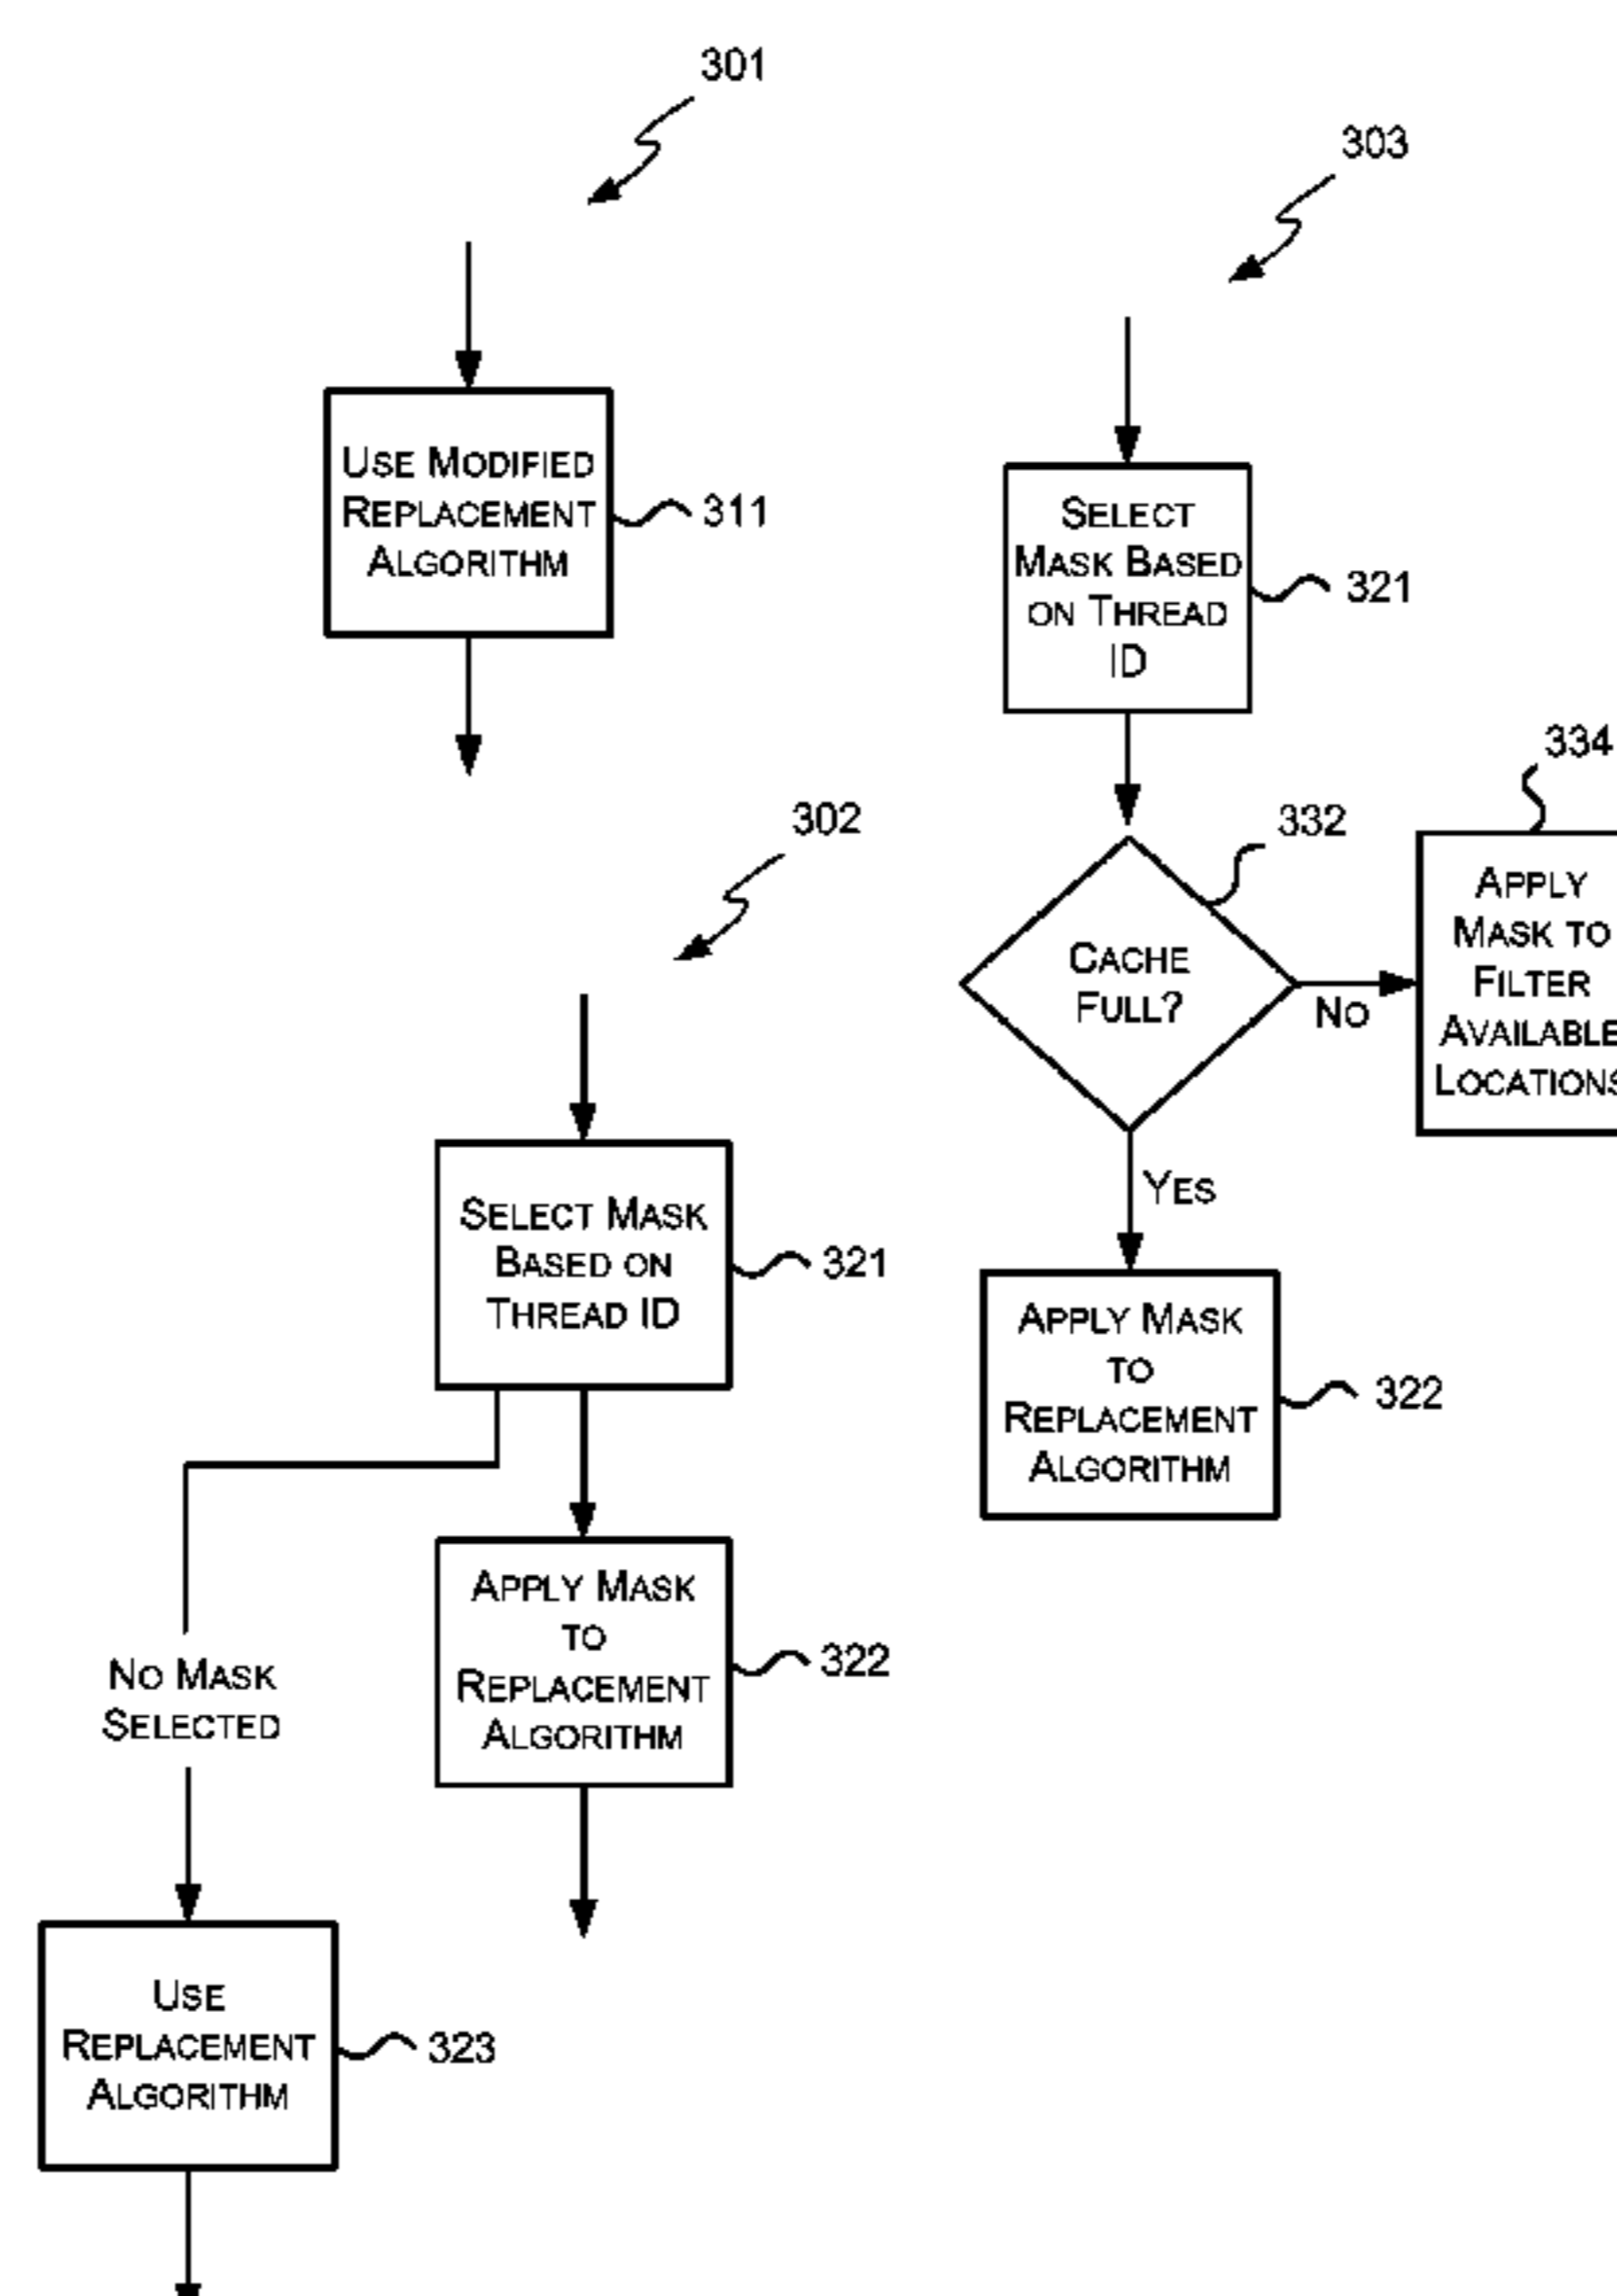 301
USE MODIFIED
REPLACEMENT
ALGORITHM
311
302
SELECT MASK
BASED ON
THREAD ID
321
APPLY MASK
TO
REPLACEMENT
ALGORITHM
322
NO MASK
SELECTED
USE
REPLACEMENT
ALGORITHM
323
303
SELECT
MASK BASED
ON THREAD
ID
321
CACHE
FULL?
332
NO
YES
334
APPLY
MASK TO
FILTER
AVAILABLE
LOCATIONS
APPLY MASK
TO
REPLACEMENT
ALGORITHM
322